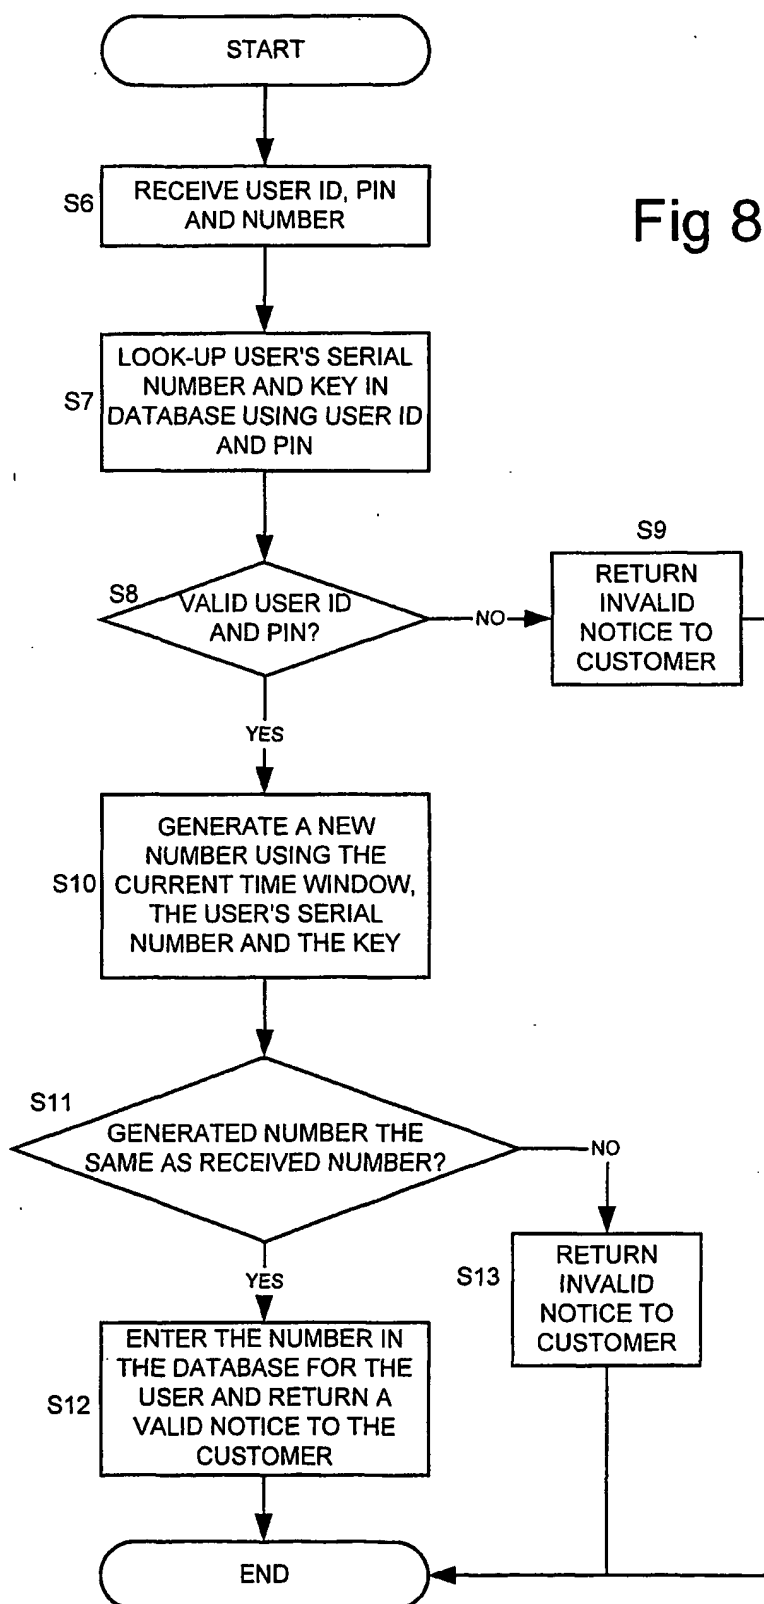 START
S6
RECEIVE USER ID, PIN
AND NUMBER
Fig 8
S7
LOOK-UP USER'S SERIAL
NUMBER AND KEY IN
DATABASE USING USER ID
AND PIN
S8
VALID USER ID
AND PIN?
NO
S9
RETURN
INVALID
NOTICE TO
CUSTOMER
YES
S10
GENERATE A NEW
NUMBER USING THE
CURRENT TIME WINDOW,
THE USER'S SERIAL
NUMBER AND THE KEY
S11
GENERATED NUMBER THE
SAME AS RECEIVED NUMBER?
NO
S13
RETURN
INVALID
NOTICE TO
CUSTOMER
YES
S12
ENTER THE NUMBER IN
THE DATABASE FOR THE
USER AND RETURN A
VALID NOTICE TO THE
CUSTOMER
END